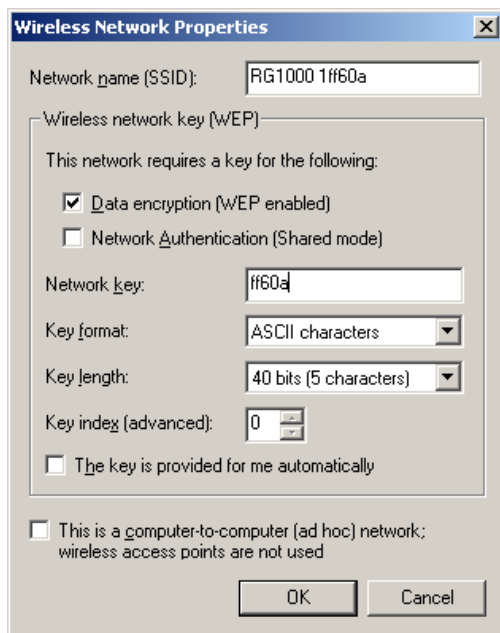 Wireless Network Properties
Network name (SSID): RG1000 1ff60a
Wireless network key (WEP)
This network requires a key for the following:
Data encryption (WEP enabled)
Network Authentication (Shared mode)
Network key: ff60a
Key format: ASCII characters
Key length: 40 bits (5 characters)
Key index (advanced): 0
The key is provided for me automatically
This is a computer-to-computer (ad hoc) network;
wireless access points are not used
OK Cancel